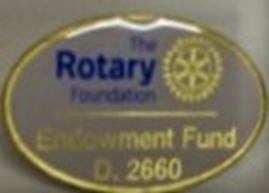 The
Rotary
Foundation
Endowment Fund
D. 2660